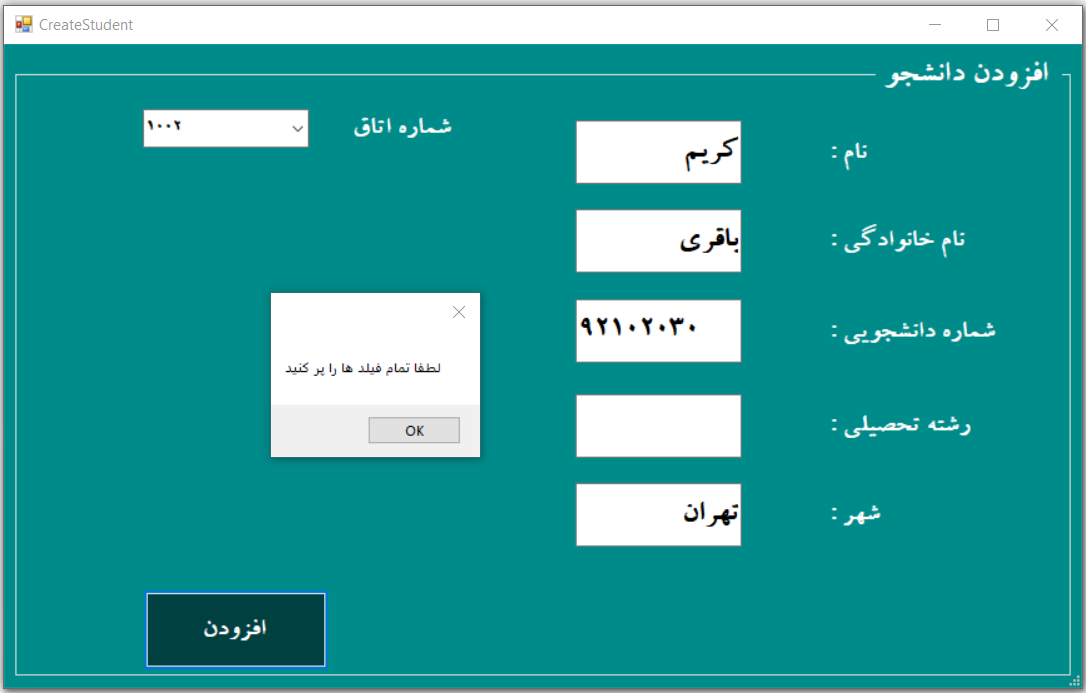 CreateStudent
افزودن دانشجو
نام :
کریم
شماره اتاق
۱۰۰۲
نام خانوادگی :
باقری
شماره دانشجویی :
۹۲۱۰۲۰۳۰
لطفا تمام فیلد ها را پر کنید
OK
رشته تحصیلی :
شهر :
تهران
افزودن